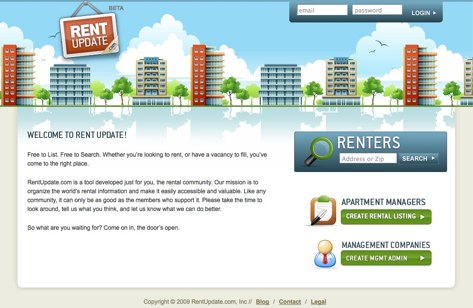 BETA
RENT
UPDATE
email password LOGIN
WELCOME TO RENT UPDATE!
Free to List. Free to Search. Whether you're looking to rent, or have a vacancy to fill, you've
come to the right place.
RentUpdate.com is a tool developed just for you, the rental community. Our mission is to
organize the world's rental information and make it easily accessible and valuable. Like any
community, it can only be as good as the members who support it. Please take the time to
look around, tell us what you think, and let us know what we can do better.
So what are you waiting for? Come on in, the door's open.
RENTERS
Address or Zip SEARCH
APARTMENT MANAGERS
CREATE RENTAL LISTING
MANAGEMENT COMPANIES
CREATE MGMT ADMIN
Copyright © 2009 RentUpdate.com, Inc // Blog / Contact / Legal